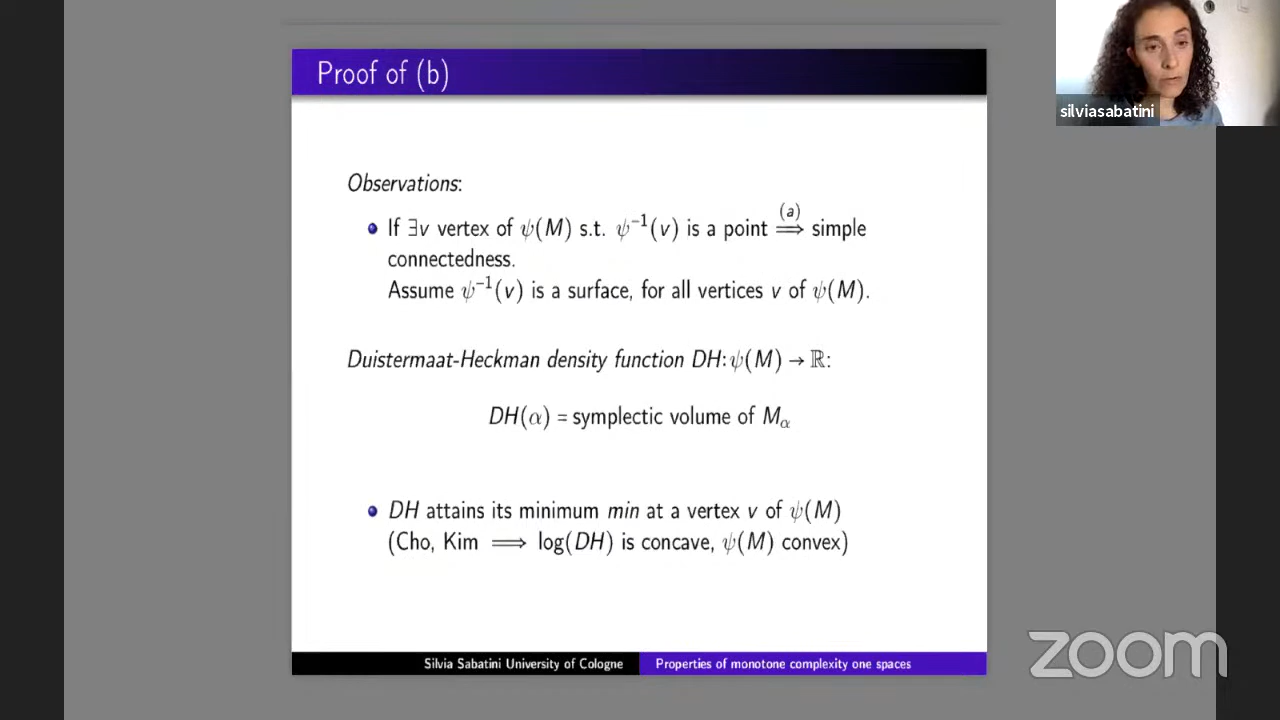 Proof of (b)
silviasabatini
Observations:
• If ∃v vertex of ψ(M) s.t. ψ⁻¹(v) is a point (a)⟹ simple
connectedness.
Assume ψ⁻¹(v) is a surface, for all vertices v of ψ(M).
Duistermaat-Heckman density function DH: ψ(M) → ℝ:
DH(α) = symplectic volume of M_α
• DH attains its minimum min at a vertex v of ψ(M)
(Cho, Kim ⟹ log(DH) is concave, ψ(M) convex)
Silvia Sabatini University of Cologne
Properties of monotone complexity one spaces
zoom